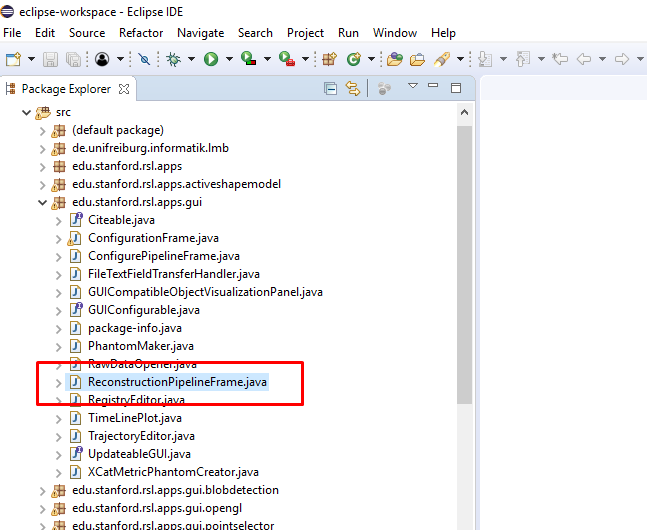 eclipse-workspace - Eclipse IDE
File Edit Source Refactor Navigate Search Project Run Window Help
Package Explorer
src
(default package)
de.unifreiburg.informatik.lmb
edu.stanford.rsl.apps
edu.stanford.rsl.apps.activeshapemodel
edu.stanford.rsl.apps.gui
Citeable.java
ConfigurationFrame.java
ConfigurePipelineFrame.java
FileTextFieldTransferHandler.java
GUICompatibleObjectVisualizationPanel.java
GUIConfigurable.java
package-info.java
PhantomMaker.java
RawDataOpener.java
ReconstructionPipelineFrame.java
RegistryEditor.java
TimeLinePlot.java
TrajectoryEditor.java
UpdateableGUI.java
XCatMetricPhantomCreator.java
edu.stanford.rsl.apps.gui.blobdetection
edu.stanford.rsl.apps.gui.opengl
edu.stanford.rsl.apps.gui.pointselector